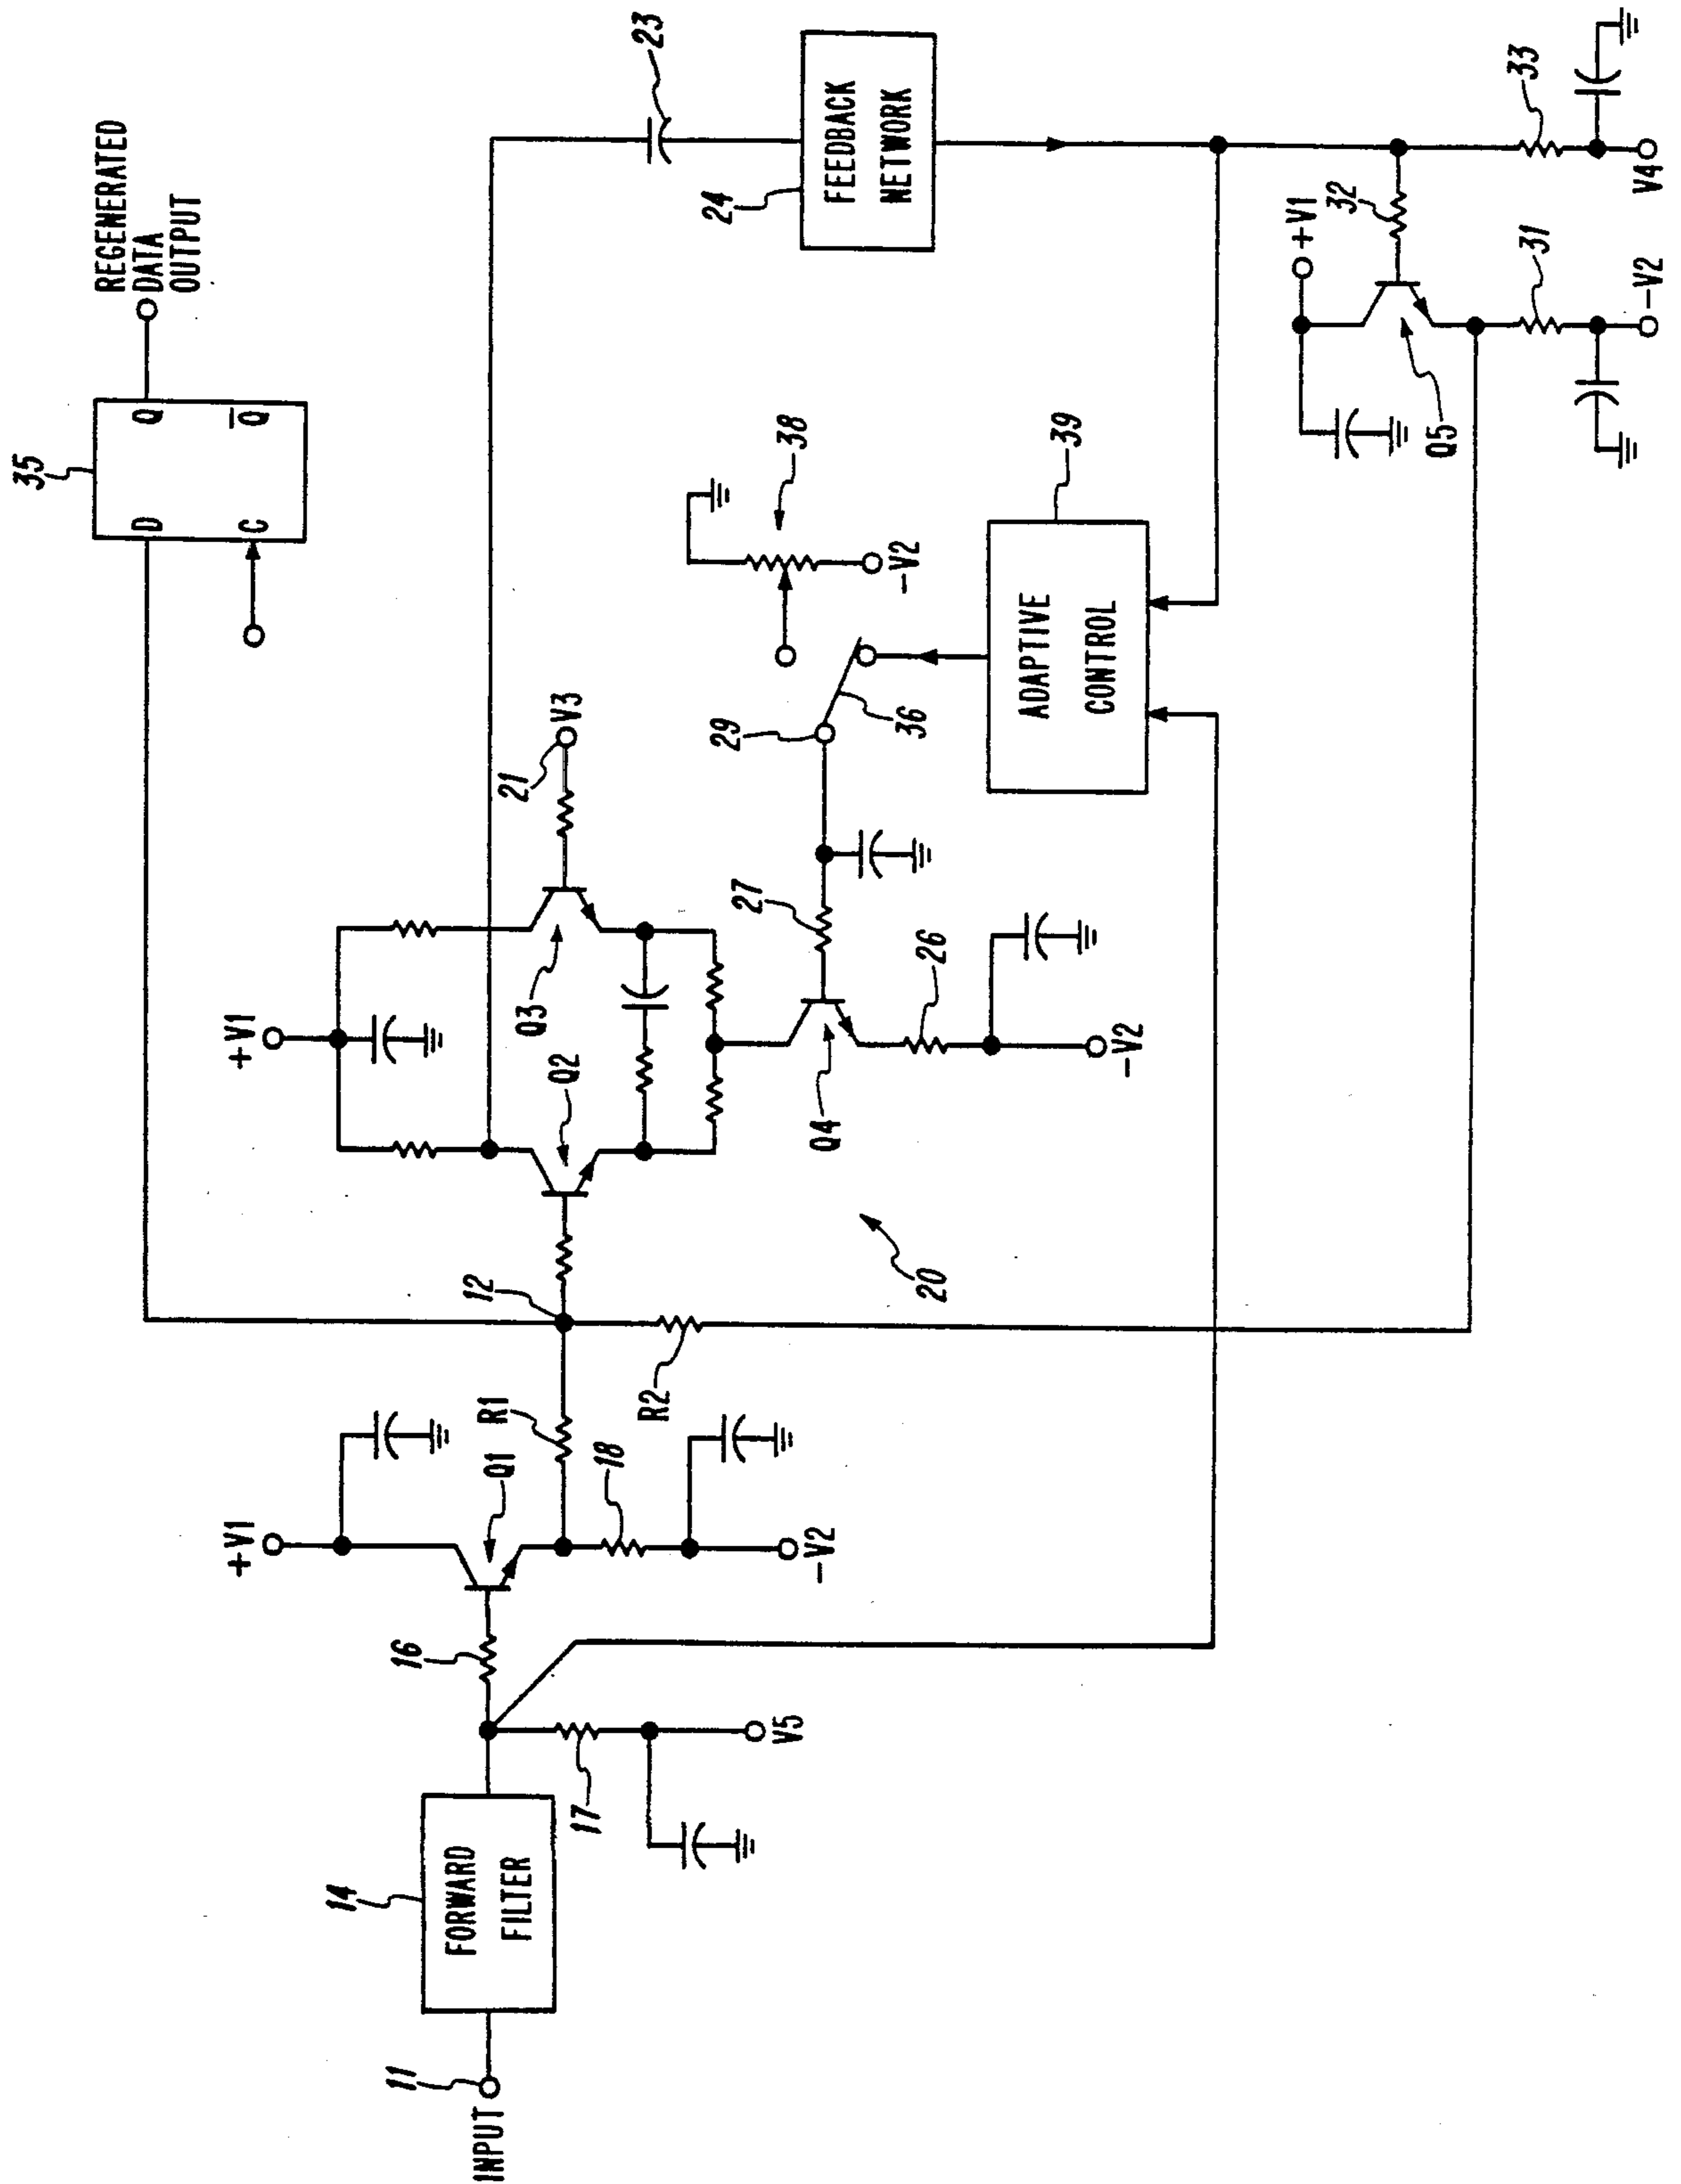 35
REGENERATED
DATA
OUTPUT
D
Q
C
Q̅
23
+V1
+V1
12
Q2
Q3
21
V3
24
FEEDBACK
NETWORK
Q1
R1
16
14
FORWARD
FILTER
11
INPUT
17
V5
18
-V2
R2
20
Q4
26
-V2
27
29
36
38
-V2
39
ADAPTIVE
CONTROL
+V1
32
Q5
31
-V2
33
V4